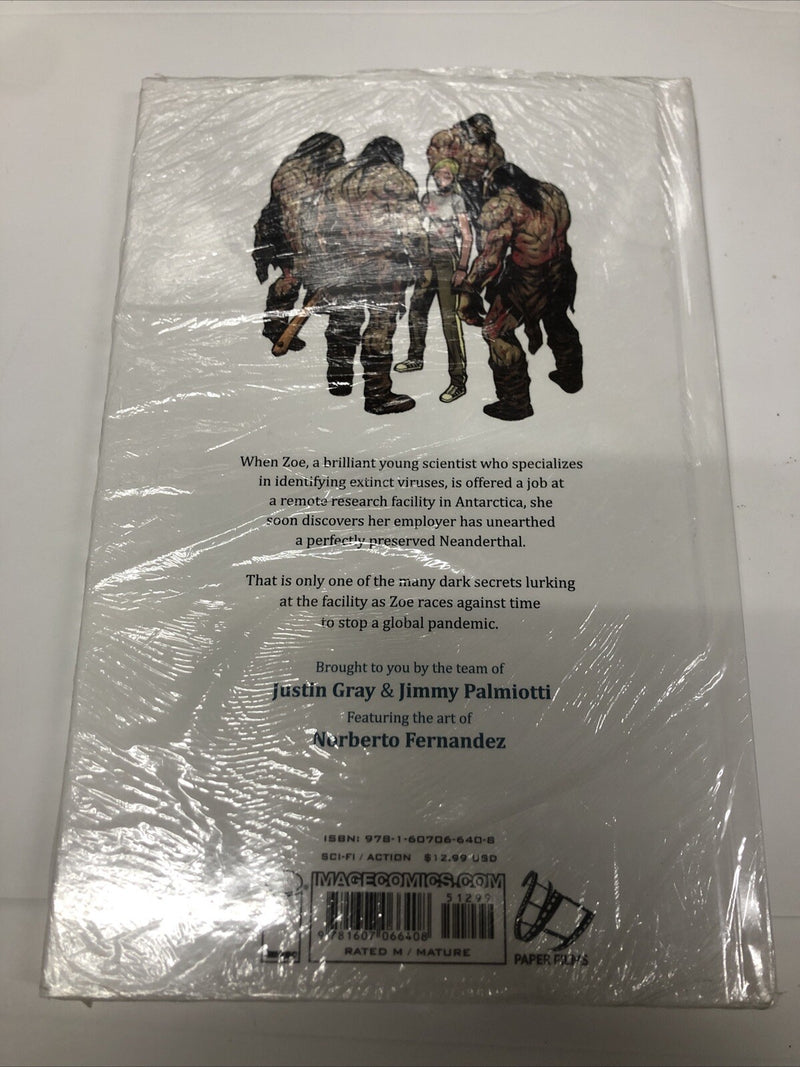 When Zoe, a brilliant young scientist who specializes
in identifying extinct viruses, is offered a job at
a remote research facility in Antarctica, she
soon discovers her employer has unearthed
a perfectly preserved Neanderthal.
That is only one of the many dark secrets lurking
at the facility as Zoe races against time
to stop a global pandemic.
Brought to you by the team of
Justin Gray & Jimmy Palmiotti
Featuring the art of
Norberto Fernandez
ISBN: 978-1-60706-640-8
SCI-FI / ACTION $12.99 USD
IMAGECOMICS.COM
51299
9 781607 066408
RATED M / MATURE
PAPER FILMS